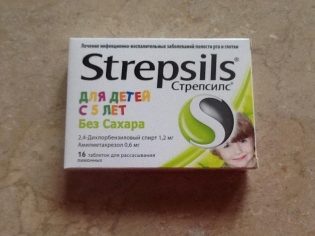 Лечение инфекционно-воспалительных заболеваний полости рта и глотки
Strepsils®
Стрепсилс®
ДЛЯ ДЕТЕЙ
С 5 ЛЕТ
Без Сахара
2,4-Дихлорбензиловый спирт 1,2 мг
Амилметакрезол 0,6 мг
16 таблеток для рассасывания
лимонных